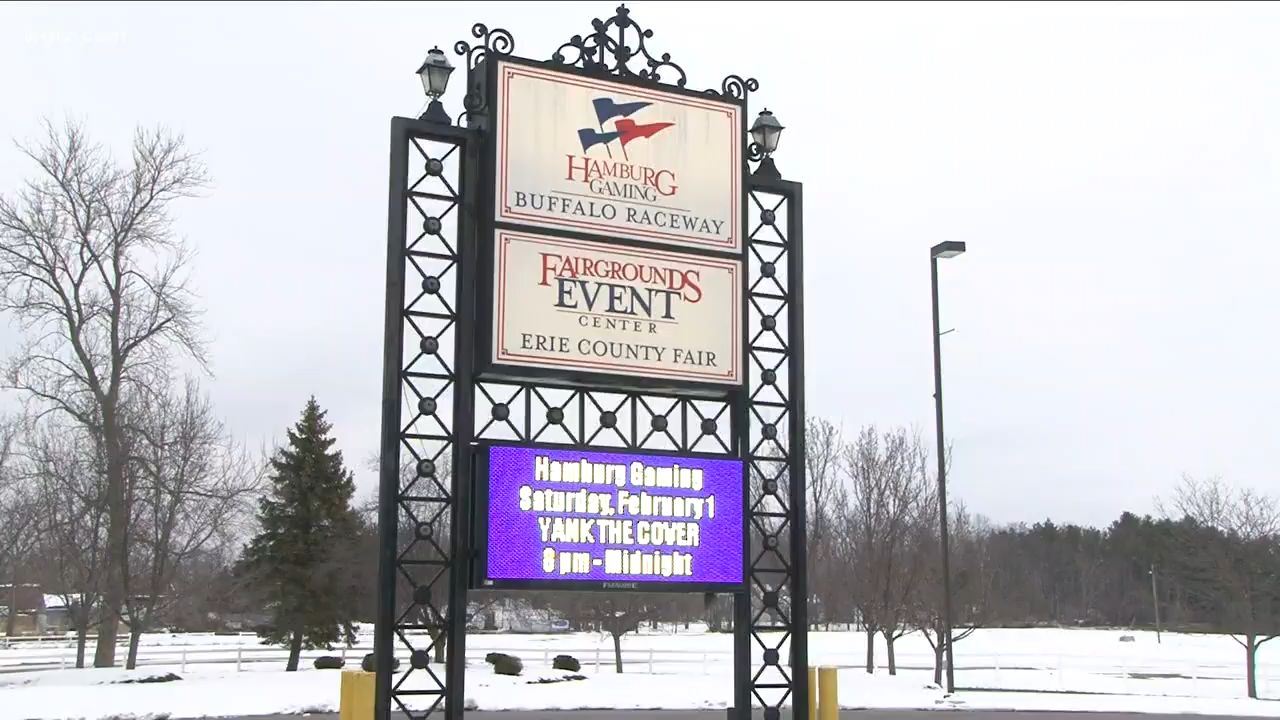 HAMBURG
GAMING
BUFFALO RACEWAY
FAIRGROUNDS
EVENT
CENTER
ERIE COUNTY FAIR
Hamburg Gaming
Saturday, February 1
YANK THE COVER
8 pm - Midnight